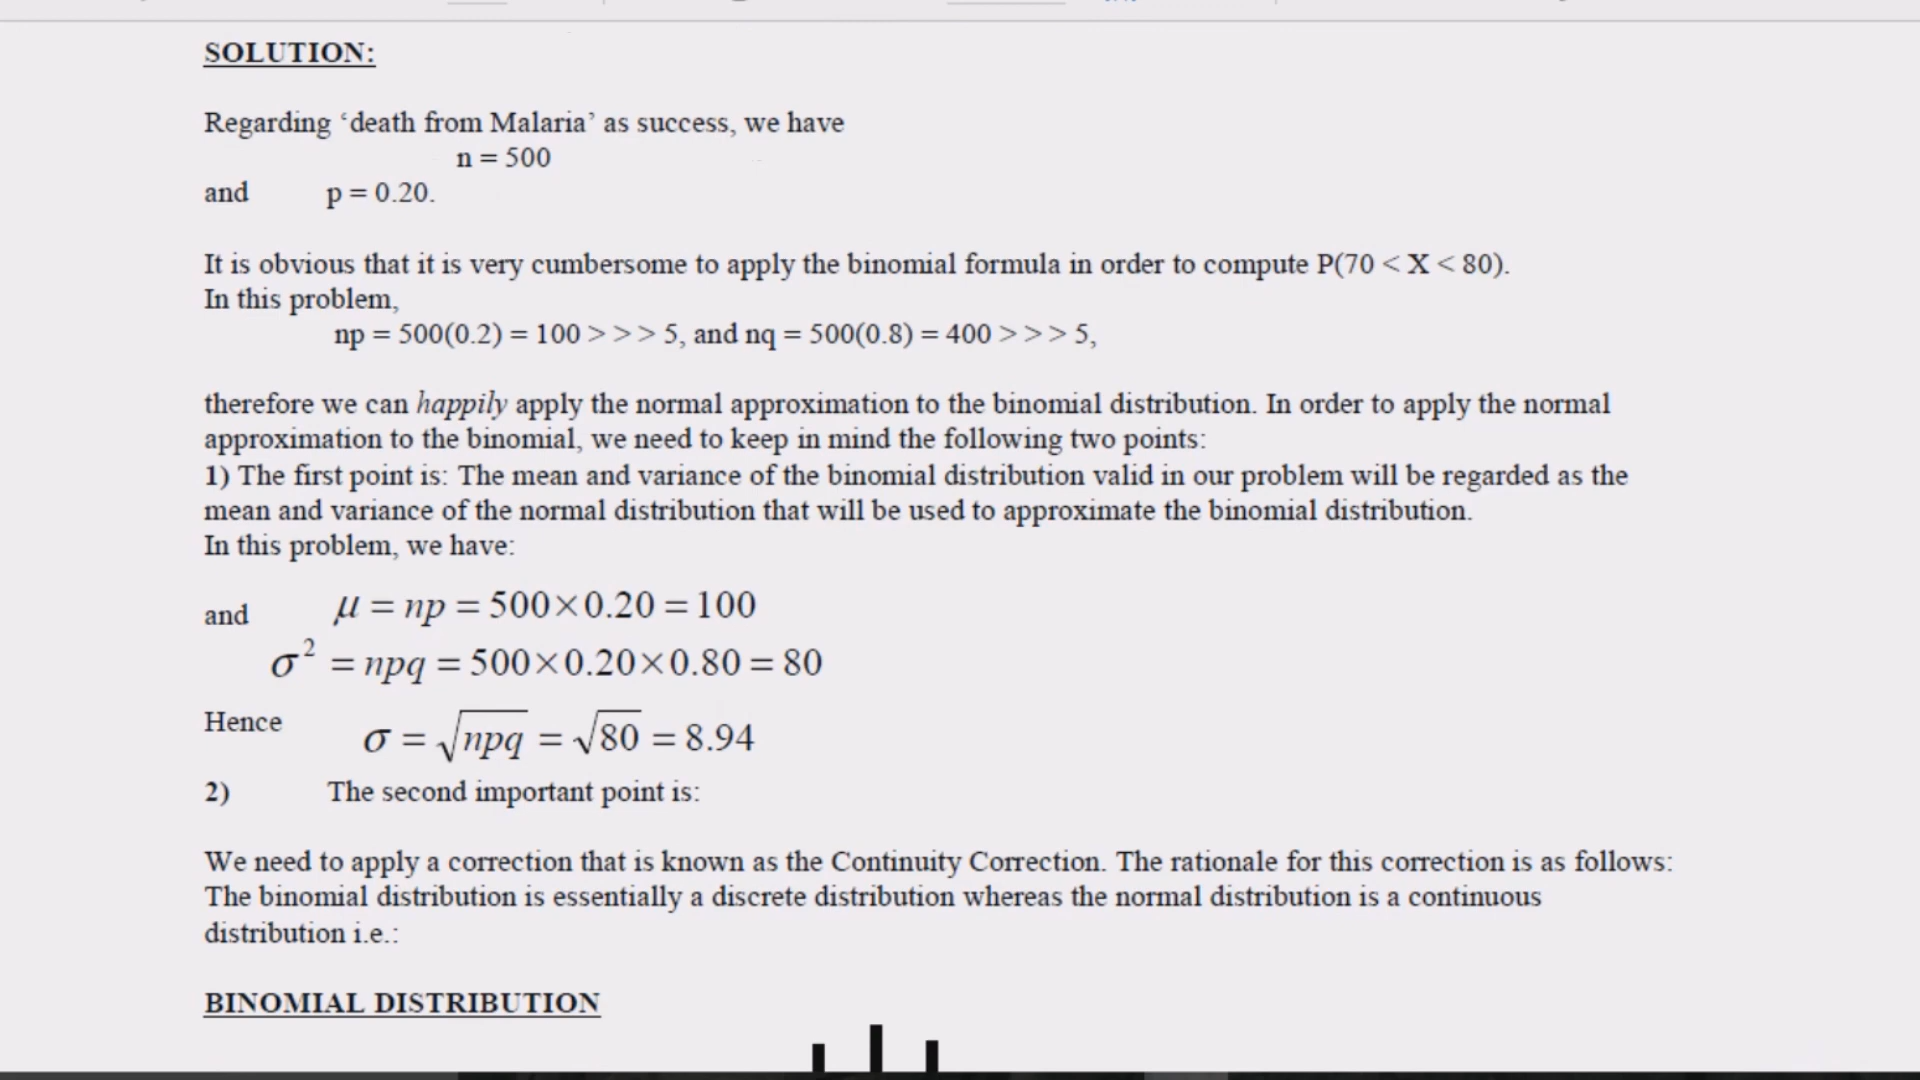 SOLUTION:
Regarding ‘death from Malaria’ as success, we have
n = 500
and p = 0.20.
It is obvious that it is very cumbersome to apply the binomial formula in order to compute P(70 < X < 80).
In this problem,
np = 500(0.2) = 100 > > > 5, and nq = 500(0.8) = 400 > > > 5,
therefore we can happily apply the normal approximation to the binomial distribution. In order to apply the normal
approximation to the binomial, we need to keep in mind the following two points:
1) The first point is: The mean and variance of the binomial distribution valid in our problem will be regarded as the
mean and variance of the normal distribution that will be used to approximate the binomial distribution.
In this problem, we have:
and μ = np = 500×0.20 = 100
σ² = npq = 500×0.20×0.80 = 80
Hence σ = √npq = √80 = 8.94
2) The second important point is:
We need to apply a correction that is known as the Continuity Correction. The rationale for this correction is as follows:
The binomial distribution is essentially a discrete distribution whereas the normal distribution is a continuous
distribution i.e.:
BINOMIAL DISTRIBUTION